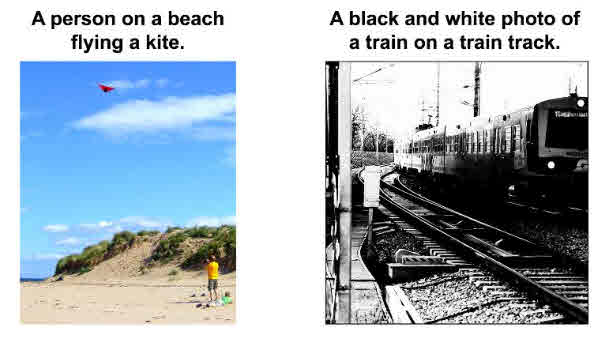 A person on a beach
flying a kite.
A black and white photo of
a train on a train track.